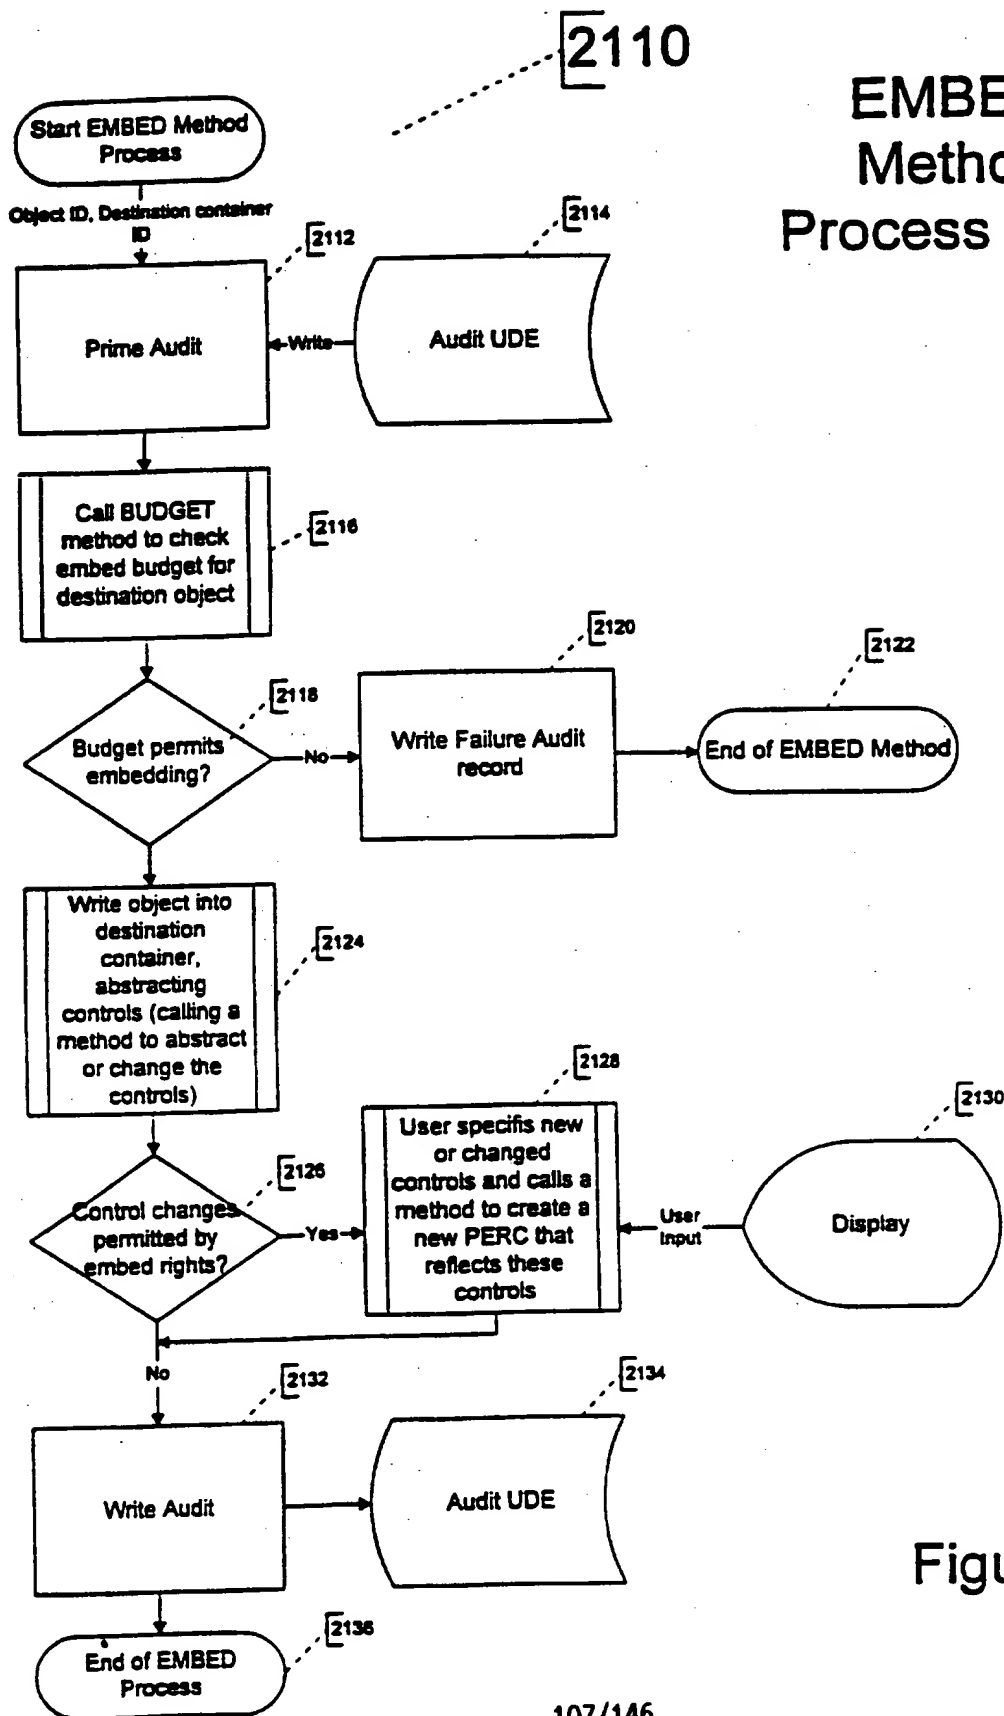 2110
EMBE
Metho
Process
Start EMBED Method
Process
Object ID, Destination container
ID
2112
2114
Prime Audit
Write
Audit UDE
Call BUDGET
method to check
embed budget for
destination object
2116
2118
2120
2122
Budget permits
embedding?
No
Write Failure Audit
record
End of EMBED Method
Write object into
destination
container,
abstracting
controls (calling a
method to abstract
or change the
controls)
2124
2126
2128
2130
Control changes
permitted by
embed rights?
Yes
User specifis new
or changed
controls and calls a
method to create a
new PERC that
reflects these
controls
User
Input
Display
No
2132
2134
Write Audit
Audit UDE
Figu
2136
End of EMBED
Process
107/146